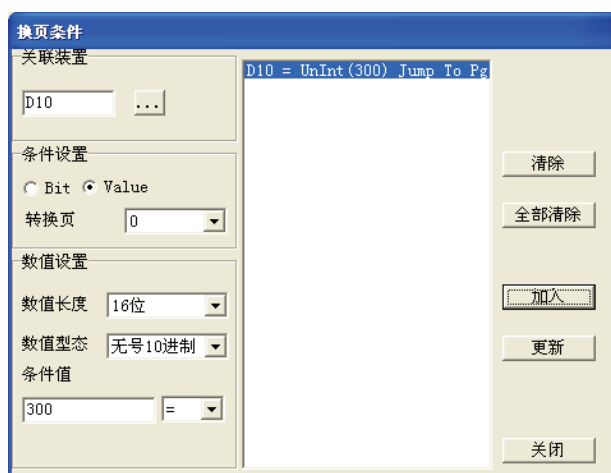 换页条件
关联装置
D10
...
条件设置
Bit
Value
转换页
0
数值设置
数值长度
16位
数值型态
无号10进制
条件值
300
=
D10 = UnInt(300) Jump To Pg
清除
全部清除
加入
更新
关闭